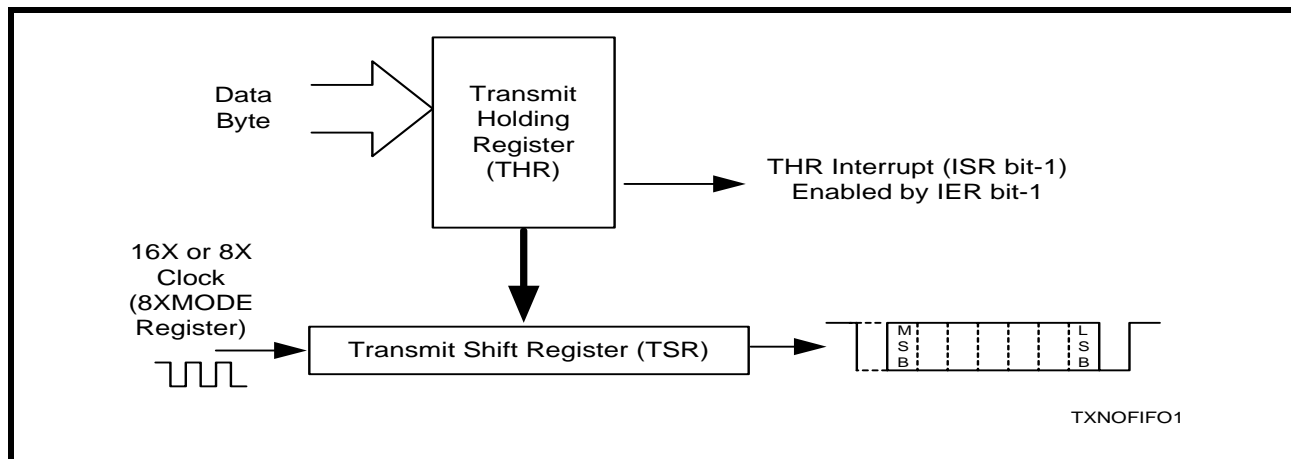 Data
Byte
Transmit
Holding
Register
(THR)
THR Interrupt (ISR bit-1)
Enabled by IER bit-1
16X or 8X
Clock
(8XMODE
Register)
Transmit Shift Register (TSR)
M
S
B
L
S
B
TXNOFIFO1